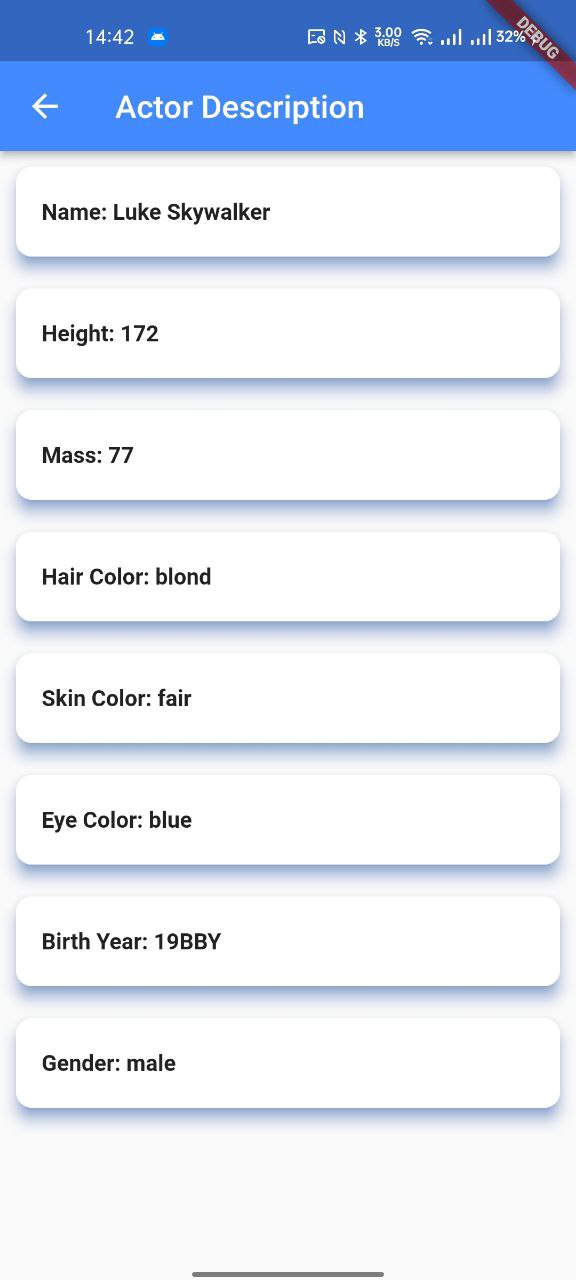 14:42 3.00 KB/S 32%
DEBUG
Actor Description
Name: Luke Skywalker
Height: 172
Mass: 77
Hair Color: blond
Skin Color: fair
Eye Color: blue
Birth Year: 19BBY
Gender: male